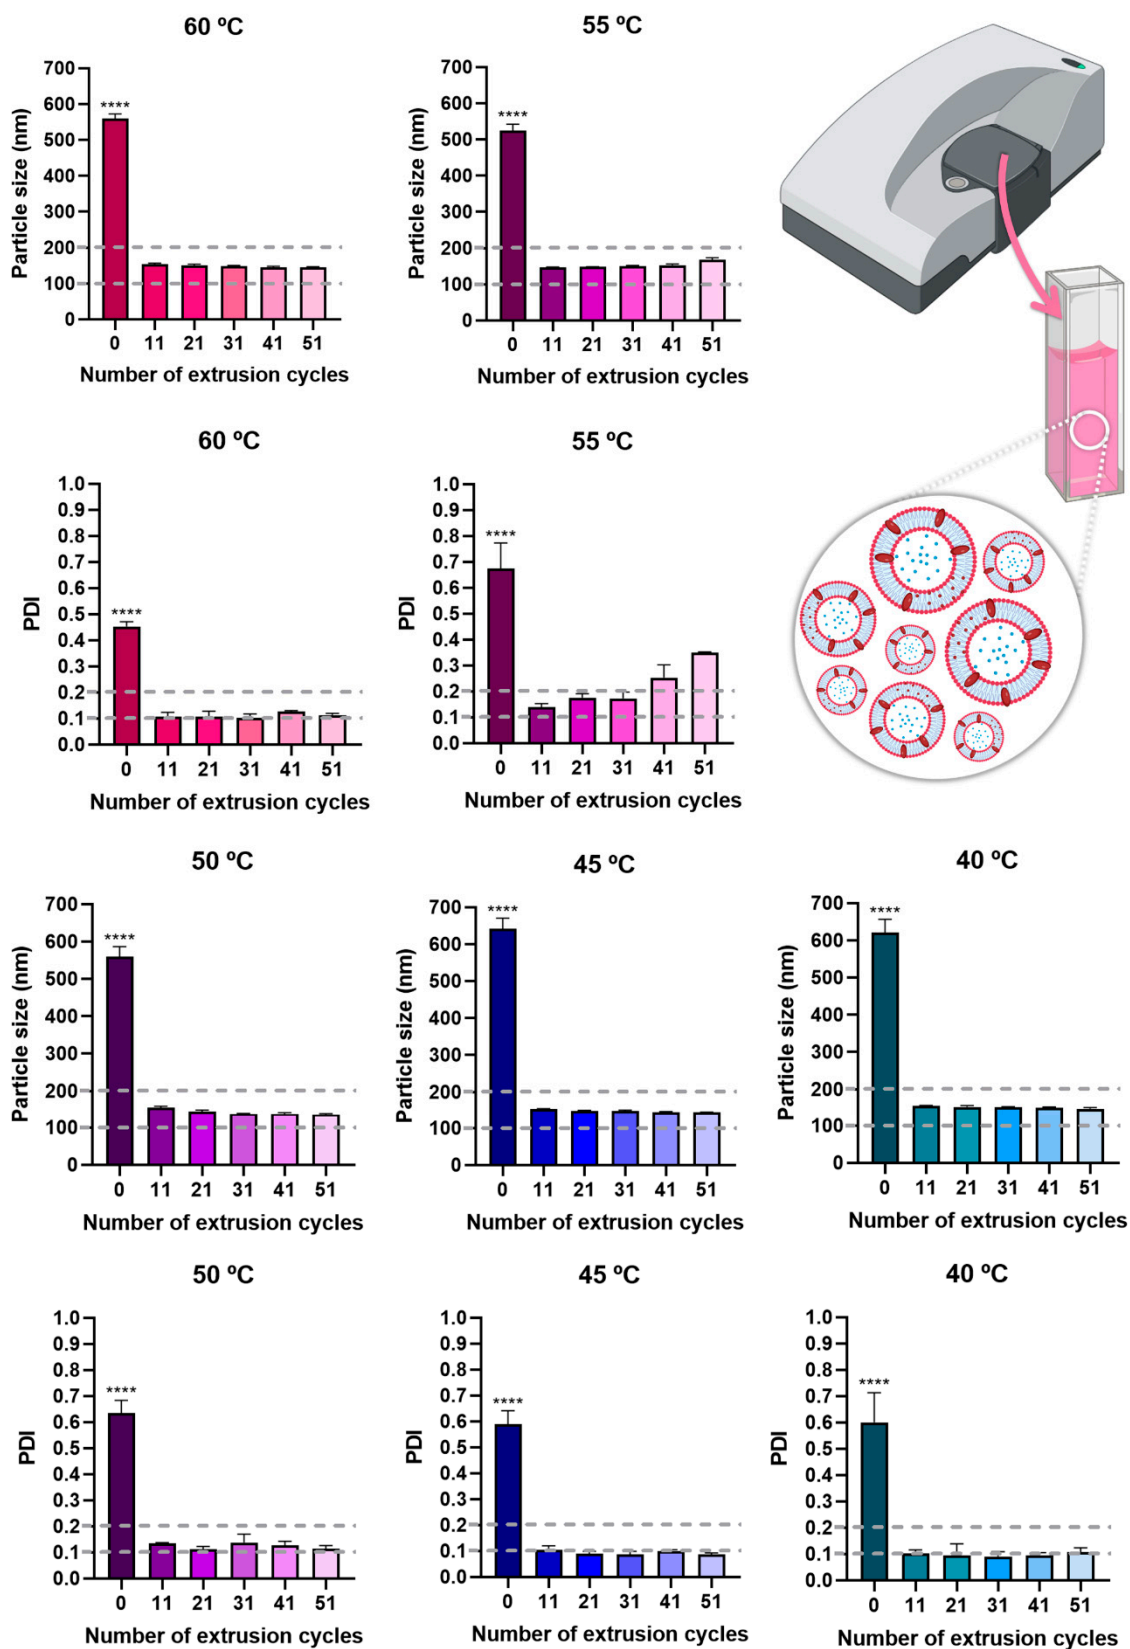 60 ºC
700
600
500
400
300
200
100
0
Particle size (nm)
****
0 11 21 31 41 51
Number of extrusion cycles
55 ºC
700
600
500
400
300
200
100
0
Particle size (nm)
****
0 11 21 31 41 51
Number of extrusion cycles
60 ºC
1.0
0.9
0.8
0.7
0.6
0.5
0.4
0.3
0.2
0.1
0.0
PDI
****
0 11 21 31 41 51
Number of extrusion cycles
55 ºC
1.0
0.9
0.8
0.7
0.6
0.5
0.4
0.3
0.2
0.1
0.0
PDI
****
0 11 21 31 41 51
Number of extrusion cycles
50 ºC
700
600
500
400
300
200
100
0
Particle size (nm)
****
0 11 21 31 41 51
Number of extrusion cycles
45 ºC
700
600
500
400
300
200
100
0
Particle size (nm)
****
0 11 21 31 41 51
Number of extrusion cycles
40 ºC
700
600
500
400
300
200
100
0
Particle size (nm)
****
0 11 21 31 41 51
Number of extrusion cycles
50 ºC
1.0
0.9
0.8
0.7
0.6
0.5
0.4
0.3
0.2
0.1
0.0
PDI
****
0 11 21 31 41 51
Number of extrusion cycles
45 ºC
1.0
0.9
0.8
0.7
0.6
0.5
0.4
0.3
0.2
0.1
0.0
PDI
****
0 11 21 31 41 51
Number of extrusion cycles
40 ºC
1.0
0.9
0.8
0.7
0.6
0.5
0.4
0.3
0.2
0.1
0.0
PDI
****
0 11 21 31 41 51
Number of extrusion cycles